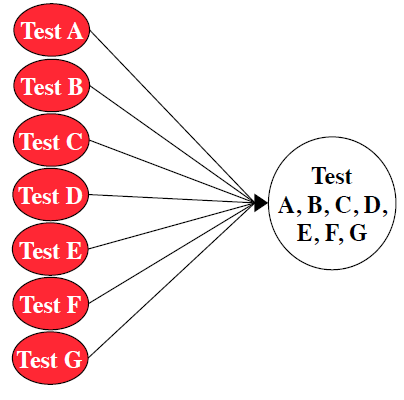 Test A
Test B
Test C
Test D
Test E
Test F
Test G
Test
A, B, C, D,
E, F, G